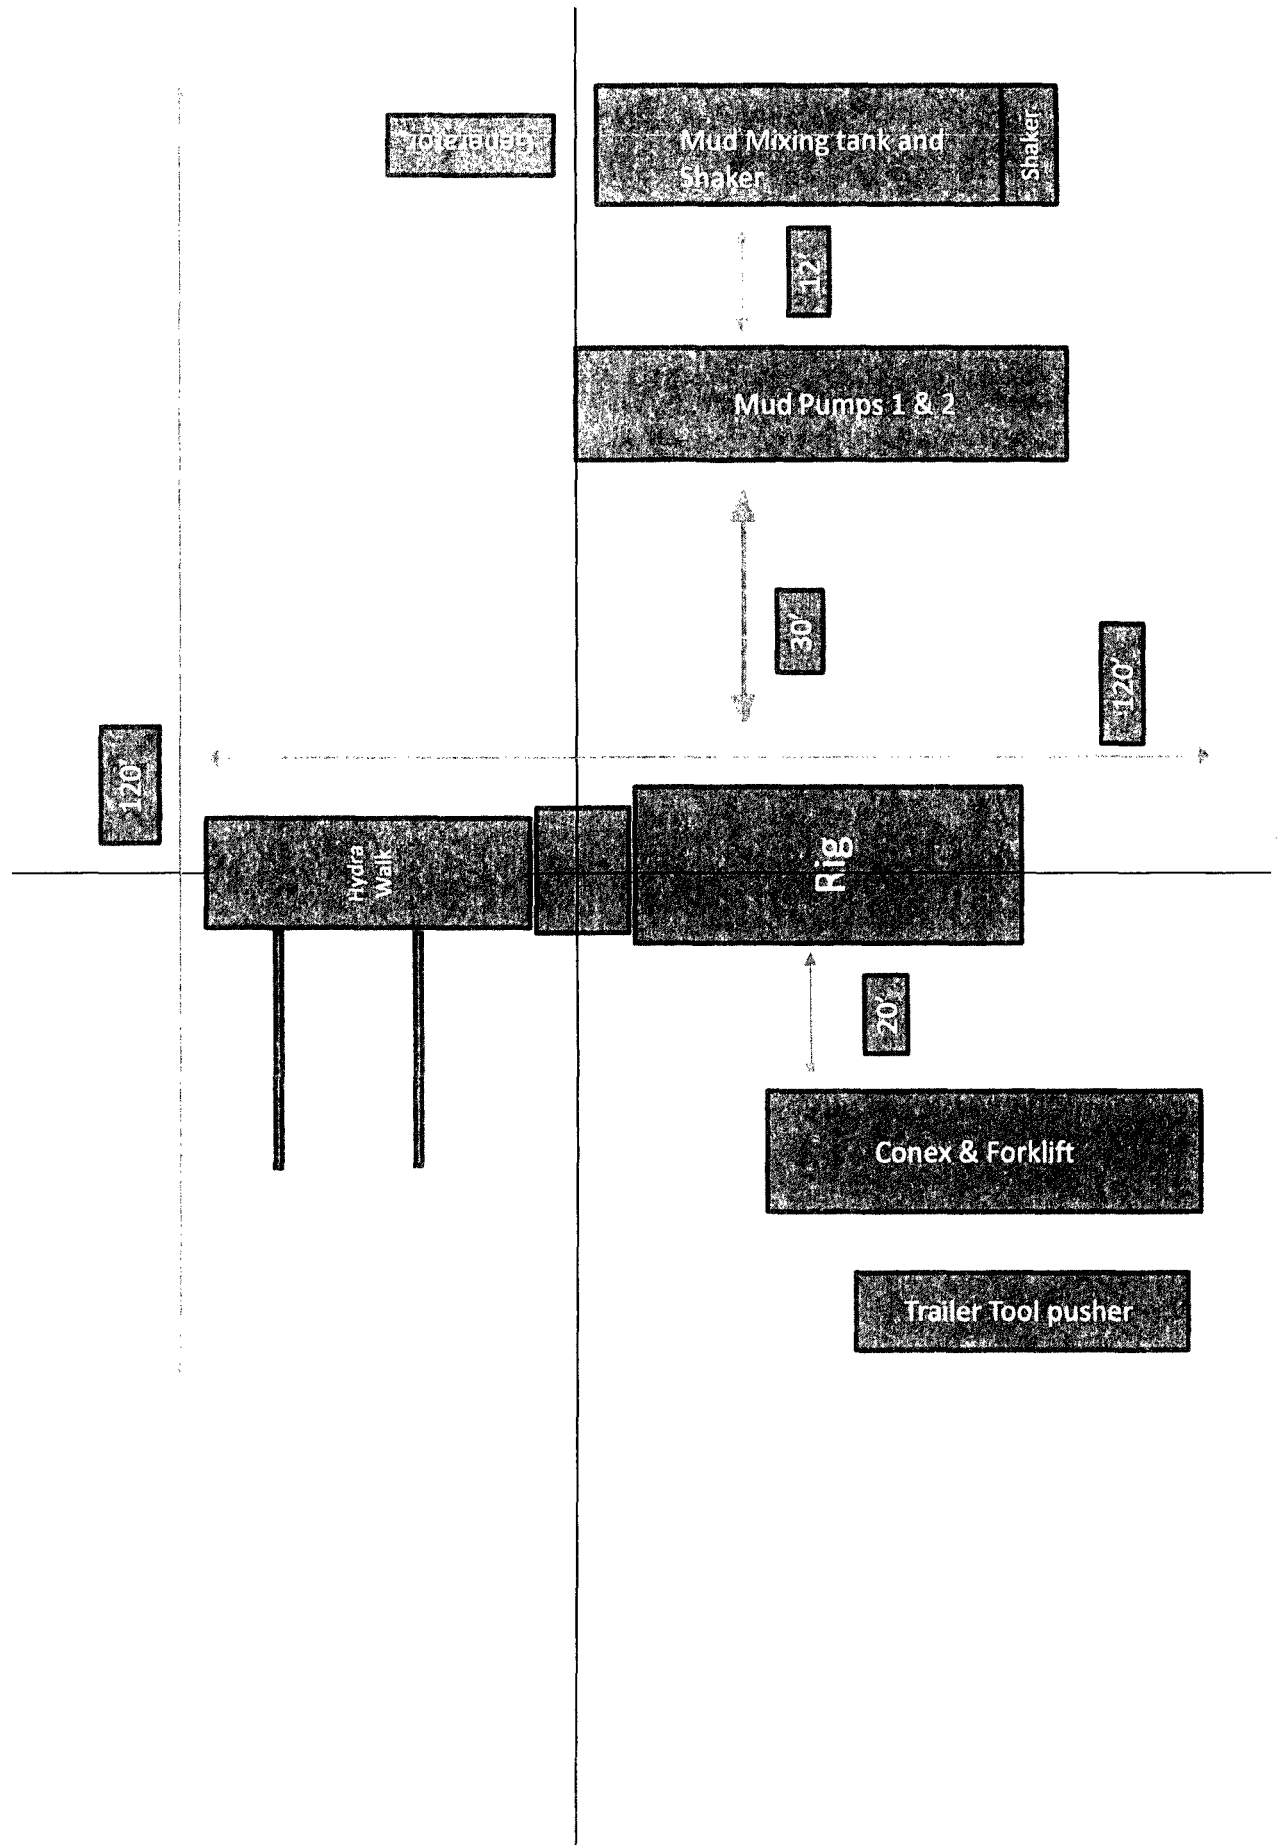 Generator
Mud Mixing tank and
Shaker
Shaker
12'
Mud Pumps 1 & 2
30'
120'
120'
Hydra
Walk
Rig
20'
Conex & Forklift
Trailer Tool pusher